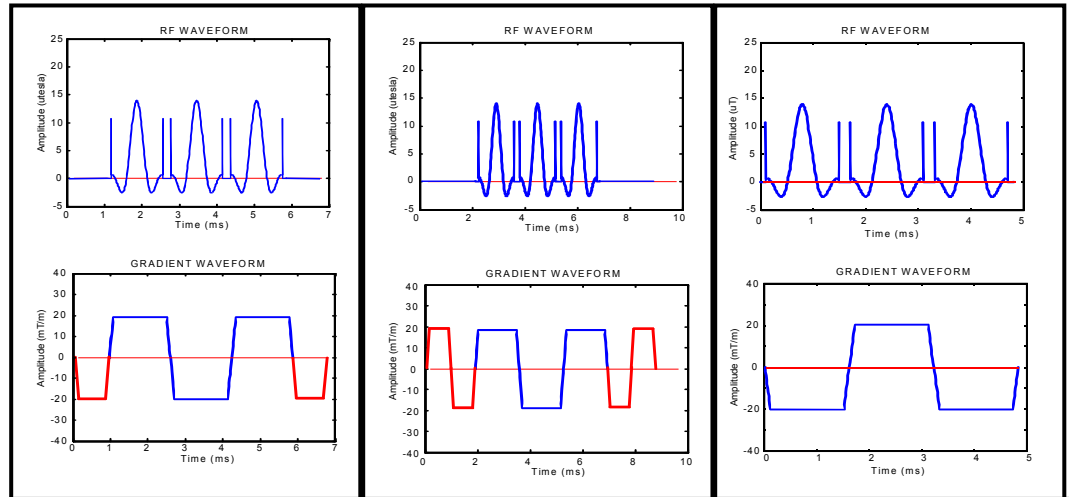 RF WAVEFORM
25
20
15
10
5
0
-5
Amplitude (utesla)
0 1 2 3 4 5 6 7
Time (ms)
GRADIENT WAVEFORM
40
30
20
10
0
-10
-20
-30
-40
Amplitude (mT/m)
0 1 2 3 4 5 6 7
Time (ms)
RF WAVEFORM
25
20
15
10
5
0
-5
Amplitude (utesla)
0 2 4 6 8 10
Time (ms)
GRADIENT WAVEFORM
40
30
20
10
0
-10
-20
-30
-40
Amplitude (mT/m)
0 2 4 6 8 10
Time (ms)
RF WAVEFORM
25
20
15
10
5
0
-5
Amplitude (uT)
0 1 2 3 4 5
Time (ms)
GRADIENT WAVEFORM
40
20
0
-20
-40
Amplitude (mT/m)
0 1 2 3 4 5
Time (ms)